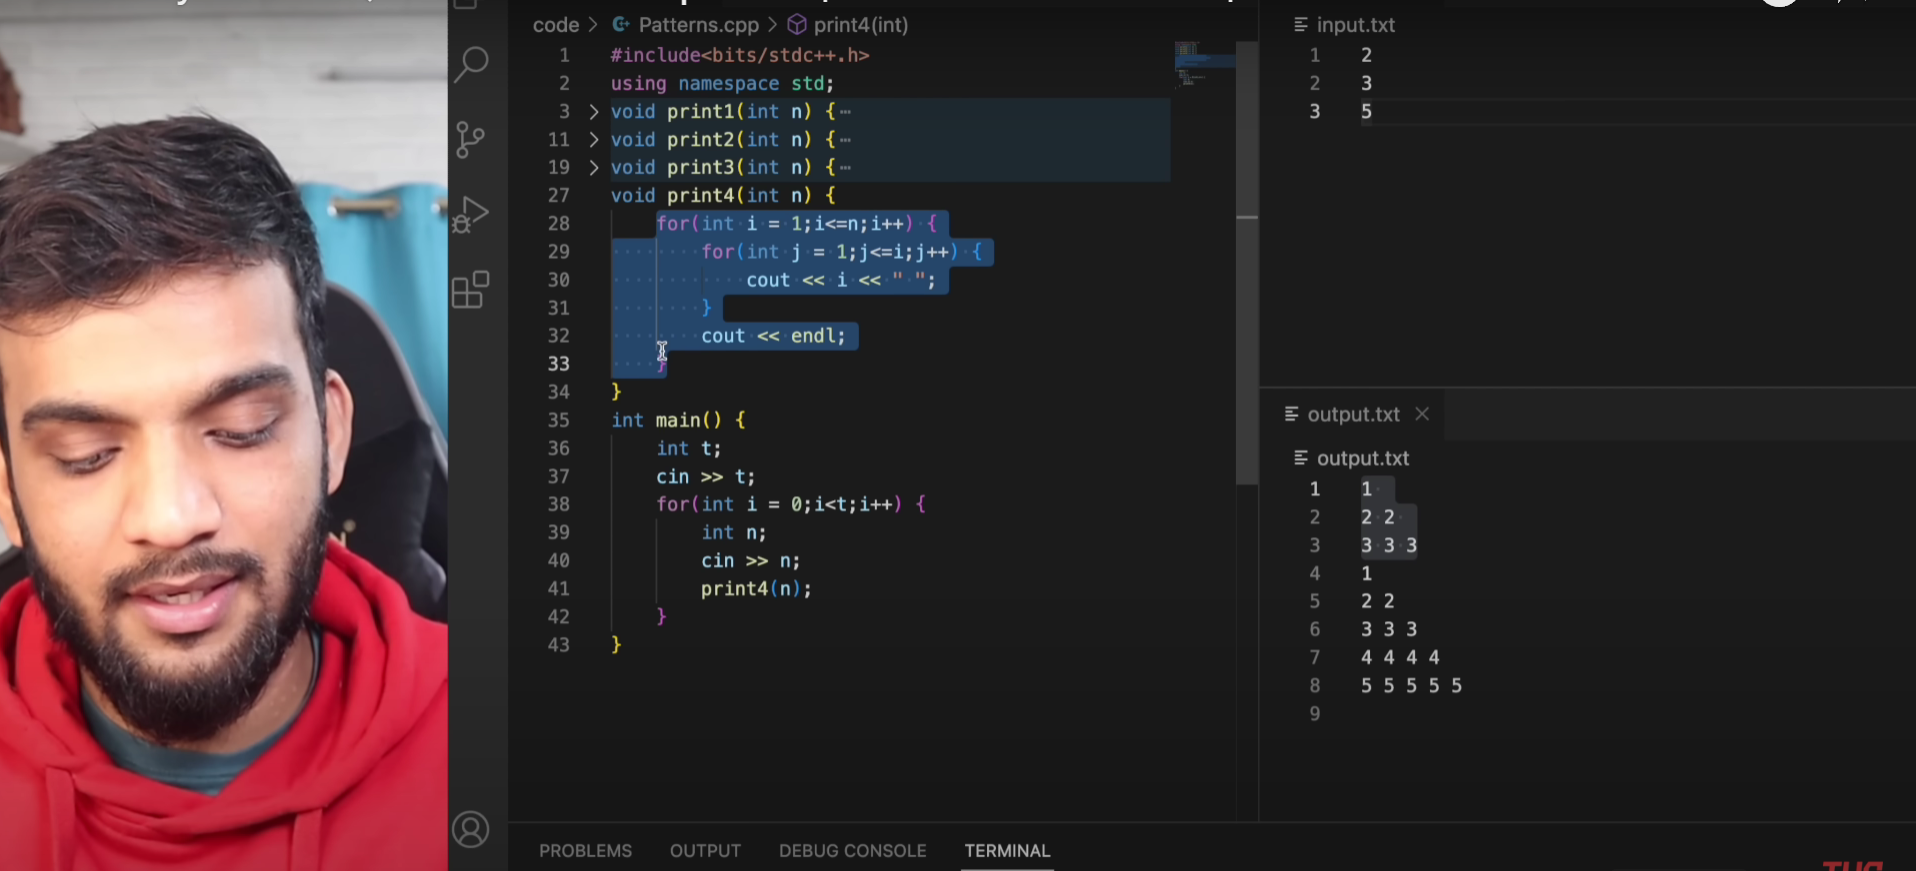 code > Patterns.cpp > print4(int)
1 #include<bits/stdc++.h>
2 using namespace std;
3 > void print1(int n) {…
11 > void print2(int n) {…
19 > void print3(int n) {…
27 void print4(int n) {
28 for(int i = 1;i<=n;i++) {
29 for(int j = 1;j<=i;j++) {
30 cout << i << " ";
31 }
32 cout << endl;
33 }
34 }
35 int main() {
36 int t;
37 cin >> t;
38 for(int i = 0;i<t;i++) {
39 int n;
40 cin >> n;
41 print4(n);
42 }
43 }
input.txt
1 2
2 3
3 5
output.txt
output.txt
1 1
2 2 2
3 3 3 3
4 1
5 2 2
6 3 3 3
7 4 4 4 4
8 5 5 5 5 5
9
PROBLEMS OUTPUT DEBUG CONSOLE TERMINAL